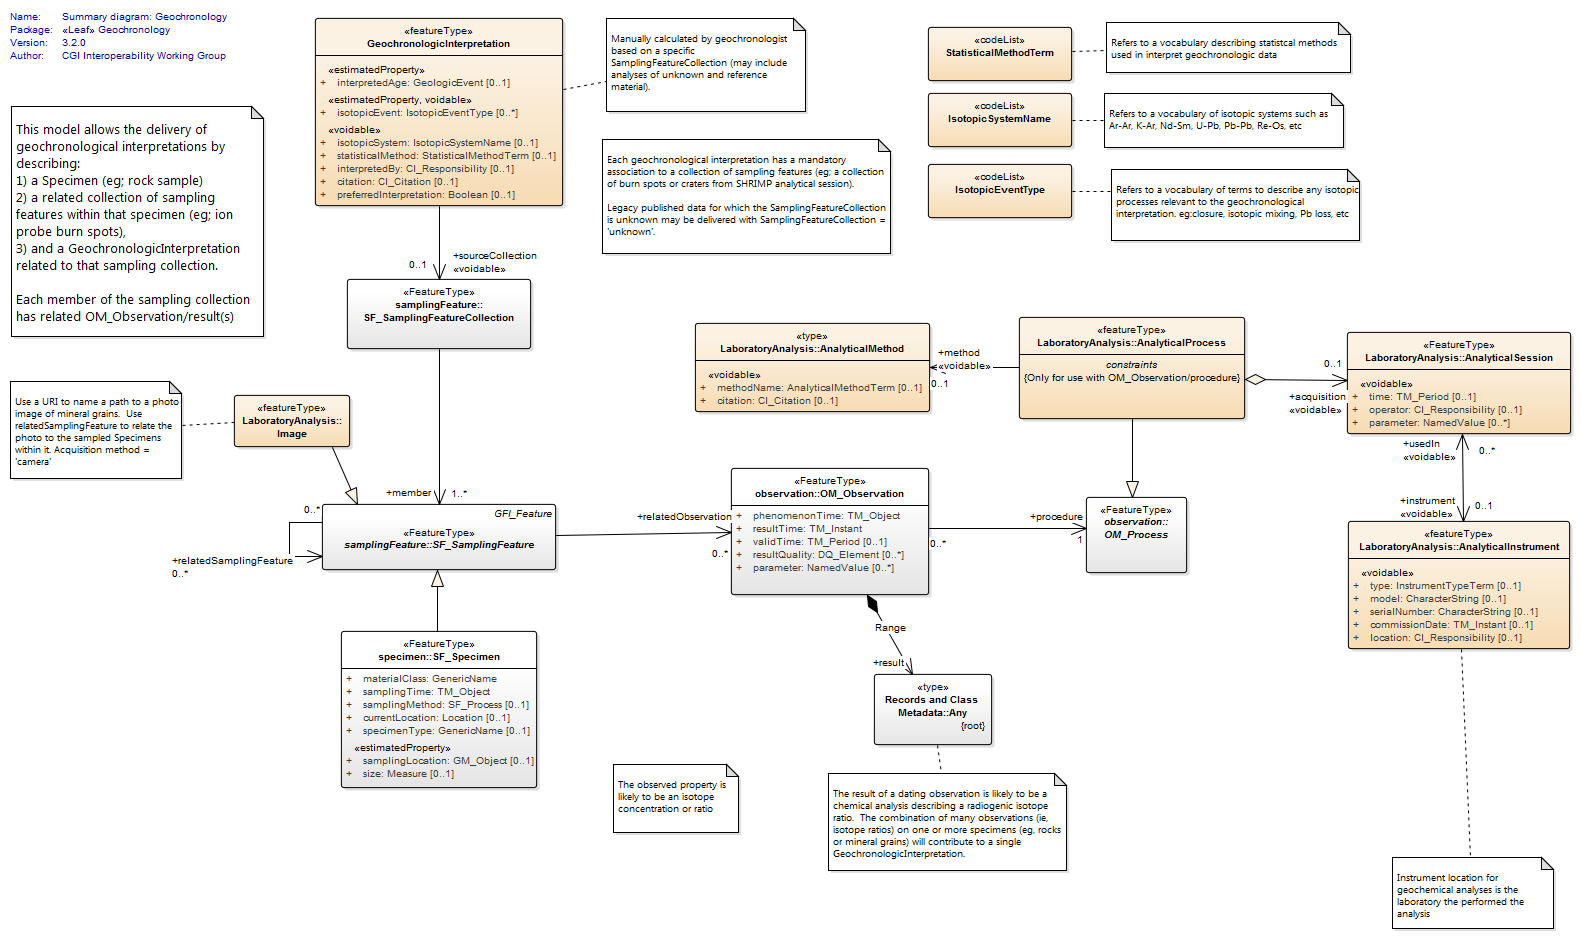 Name: Summary diagram: Geochronology
Package: «Leaf» Geochronology
Version: 3.2.0
Author: CGI Interoperability Working Group
This model allows the delivery of
geochronological interpretations by
describing:
1) a Specimen (eg; rock sample)
2) a related collection of sampling
features within that specimen (eg; ion
probe burn spots),
3) and a GeochronologicInterpretation
related to that sampling collection.
Each member of the sampling collection
has related OM_Observation/result(s)
«featureType»
GeochronologicInterpretation
«estimatedProperty»
+ interpretedAge: GeologicEvent [0..1]
«estimatedProperty, voidable»
+ isotopicEvent: IsotopicEventType [0..*]
«voidable»
+ isotopicSystem: IsotopicSystemName [0..1]
+ statisticalMethod: StatisticalMethodTerm [0..1]
+ interpretedBy: CI_Responsibility [0..1]
+ citation: CI_Citation [0..1]
+ preferredInterpretation: Boolean [0..1]
Manually calculated by geochronologist
based on a specific
SamplingFeatureCollection (may include
analyses of unknown and reference
material).
Each geochronological interpretation has a mandatory
association to a collection of sampling features (eg; a collection
of burn spots or craters from SHRIMP analytical session).
Legacy published data for which the SamplingFeatureCollection
is unknown may be delivered with SamplingFeatureCollection =
'unknown'.
«codeList»
StatisticalMethodTerm
Refers to a vocabulary describing statistcal methods
used in interpret geochronologic data
«codeList»
IsotopicSystemName
Refers to a vocabulary of isotopic systems such as
Ar-Ar, K-Ar, Nd-Sm, U-Pb, Pb-Pb, Re-Os, etc
«codeList»
IsotopicEventType
Refers to a vocabulary of terms to describe any isotopic
processes relevant to the geochronological
interpretation. eg:closure, isotopic mixing, Pb loss, etc
+sourceCollection
0..1 «voidable»
«FeatureType»
samplingFeature::
SF_SamplingFeatureCollection
«type»
LaboratoryAnalysis::AnalyticalMethod
«voidable»
+ methodName: AnalyticalMethodTerm [0..1]
+ citation: CI_Citation [0..1]
+method
«voidable»
0..1
«featureType»
LaboratoryAnalysis::AnalyticalProcess
constraints
{Only for use with OM_Observation/procedure}
0..1
+acquisition
«voidable»
«FeatureType»
LaboratoryAnalysis::AnalyticalSession
«voidable»
+ time: TM_Period [0..1]
+ operator: CI_Responsibility [0..1]
+ parameter: NamedValue [0..*]
+usedIn
«voidable»
0..*
+instrument
«voidable»
0..1
«featureType»
LaboratoryAnalysis::AnalyticalInstrument
«voidable»
+ type: InstrumentTypeTerm [0..1]
+ model: CharacterString [0..1]
+ serialNumber: CharacterString [0..1]
+ commissionDate: TM_Instant [0..1]
+ location: CI_Responsibility [0..1]
Use a URI to name a path to a photo
image of mineral grains. Use
relatedSamplingFeature to relate the
photo to the sampled Specimens
within it. Acquisition method =
'camera'
«featureType»
LaboratoryAnalysis::
Image
+member 1..*
0..*
+relatedSamplingFeature
0..*
GFI_Feature
«FeatureType»
samplingFeature::SF_SamplingFeature
+relatedObservation
0..*
«FeatureType»
observation::OM_Observation
+ phenomenonTime: TM_Object
+ resultTime: TM_Instant
+ validTime: TM_Period [0..1]
+ resultQuality: DQ_Element [0..*]
+ parameter: NamedValue [0..*]
+procedure
0..* 1
«FeatureType»
observation::
OM_Process
Range
+result
«type»
Records and Class
Metadata::Any
{root}
«FeatureType»
specimen::SF_Specimen
+ materialClass: GenericName
+ samplingTime: TM_Object
+ samplingMethod: SF_Process [0..1]
+ currentLocation: Location [0..1]
+ specimenType: GenericName [0..1]
«estimatedProperty»
+ samplingLocation: GM_Object [0..1]
+ size: Measure [0..1]
The observed property is
likely to be an isotope
concentration or ratio
The result of a dating observation is likely to be a
chemical analysis describing a radiogenic isotope
ratio. The combination of many observations (ie,
isotope ratios) on one or more specimens (eg, rocks
or mineral grains) will contribute to a single
GeochronologicInterpretation.
Instrument location for
geochemical analyses is the
laboratory the performed the
analysis